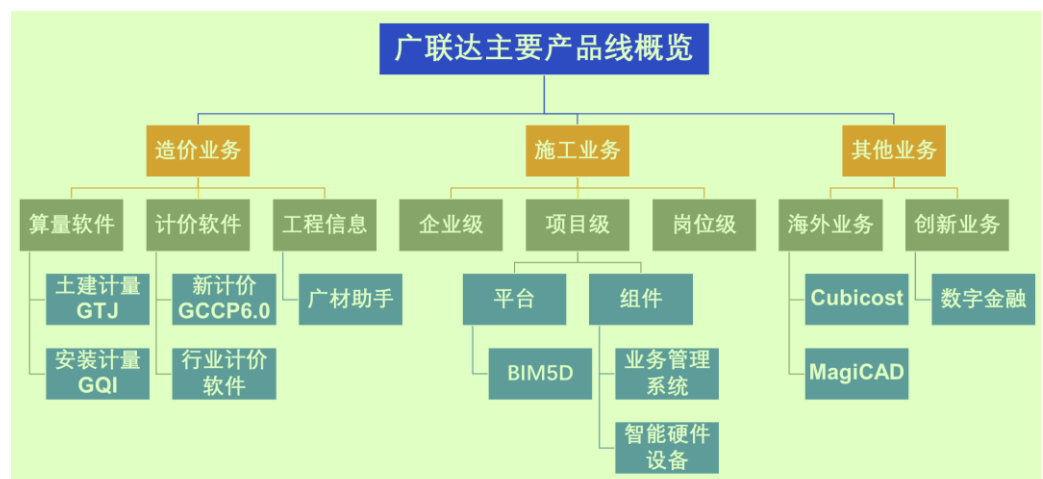 广联达主要产品线概览
造价业务
施工业务
其他业务
算量软件
计价软件
工程信息
企业级
项目级
岗位级
海外业务
创新业务
土建计量
GTJ
新计价
GCCP6.0
广材助手
平台
组件
Cubicost
数字金融
安装计量
GQI
行业计价
软件
BIM5D
业务管理
系统
MagiCAD
智能硬件
设备